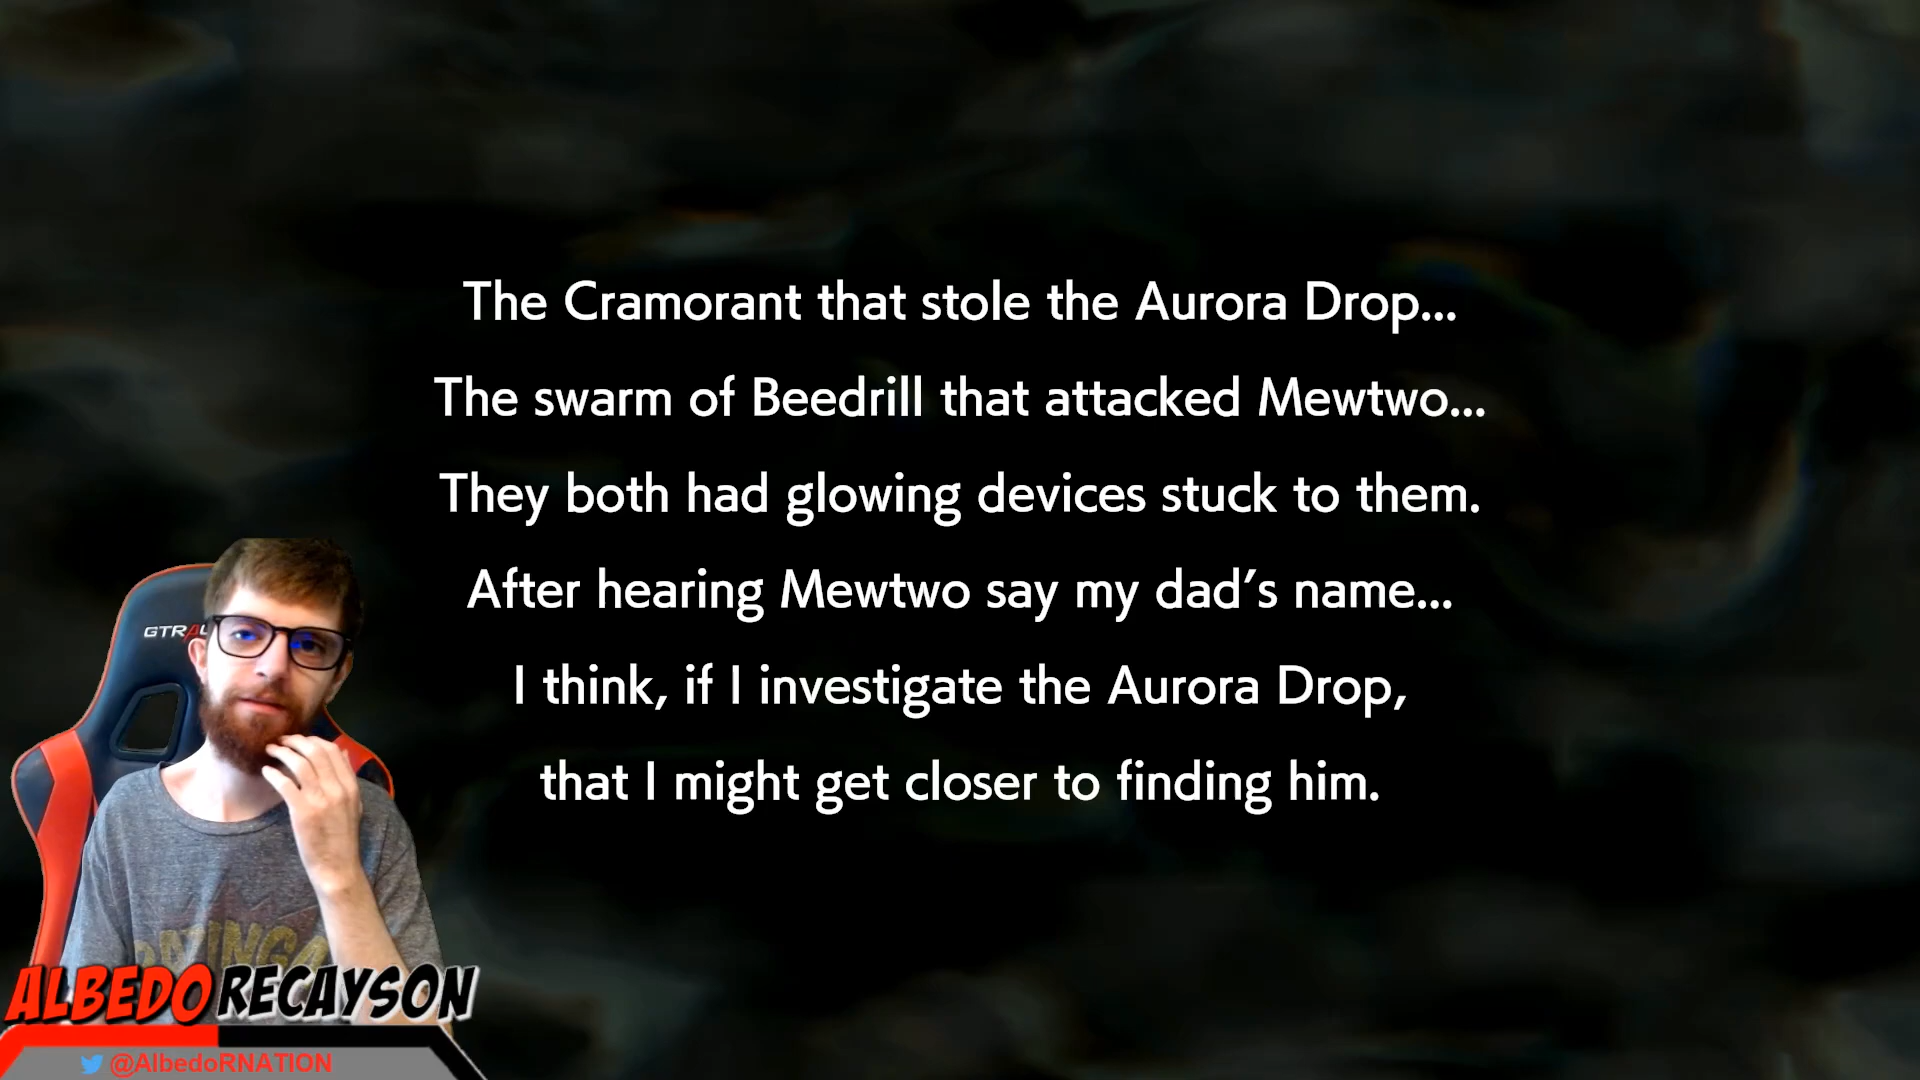 The Cramorant that stole the Aurora Drop...
The swarm of Beedrill that attacked Mewtwo...
They both had glowing devices stuck to them.
After hearing Mewtwo say my dad's name...
I think, if I investigate the Aurora Drop,
that I might get closer to finding him.
GTRA
BAZINGA
ALBEDO RECAYSON
@AlbedoRNATION